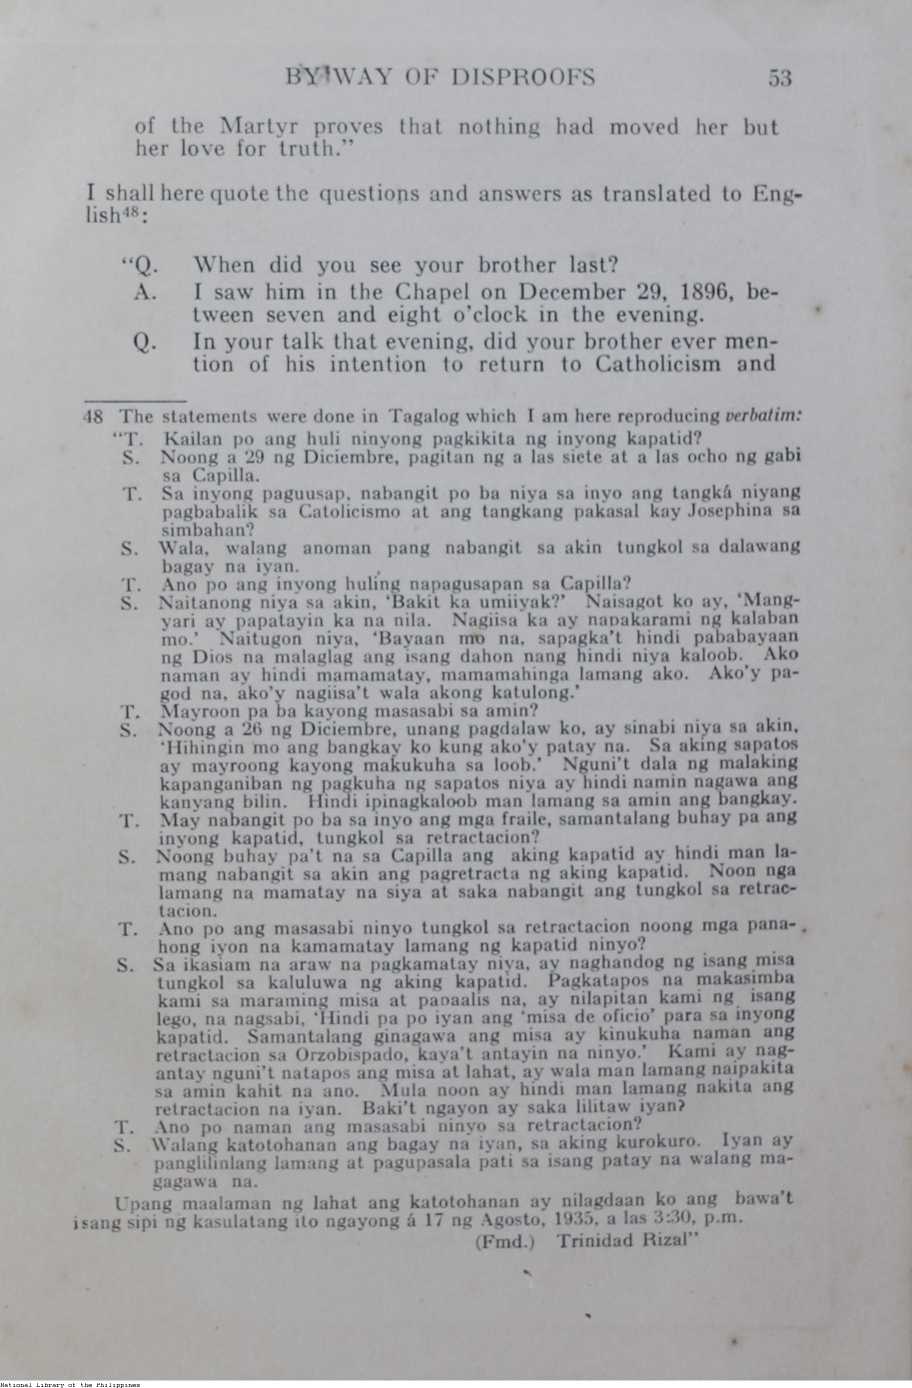 BY WAY OF DISPROOFS 53
of the Martyr proves that nothing had moved her but
her love for truth."
I shall here quote the questions and answers as translated to Eng-
lish⁴⁸:
"Q. When did you see your brother last?
A. I saw him in the Chapel on December 29, 1896, be-
tween seven and eight o'clock in the evening.
Q. In your talk that evening, did your brother ever men-
tion of his intention to return to Catholicism and
48 The statements were done in Tagalog which I am here reproducing verbatim:
"T. Kailan po ang huli ninyong pagkikita ng inyong kapatid?
S. Noong a 29 ng Diciembre, pagitan ng a las siete at a las ocho ng gabi
sa Capilla.
T. Sa inyong paguusap, nabangit po ba niya sa inyo ang tangká niyang
pagbabalik sa Catolicismo at ang tangkang pakasal kay Josephina sa
simbahan?
S. Wala, walang anoman pang nabangit sa akin tungkol sa dalawang
bagay na iyan.
T. Ano po ang inyong huling napagusapan sa Capilla?
S. Naitanong niya sa akin, 'Bakit ka umiiyak?' Naisagot ko ay, 'Mang-
yari ay papatayin ka na nila. Nagiisa ka ay napakarami ng kalaban
mo.' Naitugon niya, 'Bayaan mo na, sapagka't hindi pababayaan
ng Dios na malaglag ang isang dahon nang hindi niya kaloob. Ako
naman ay hindi mamamatay, mamamahinga lamang ako. Ako'y pa-
god na, ako'y nagiisa't wala akong katulong.'
T. Mayroon pa ba kayong masasabi sa amin?
S. Noong a 26 ng Diciembre, unang pagdalaw ko, ay sinabi niya sa akin,
'Hihingin mo ang bangkay ko kung ako'y patay na. Sa aking sapatos
ay mayroong kayong makukuha sa loob.' Nguni't dala ng malaking
kapanganiban ng pagkuha ng sapatos niya ay hindi namin nagawa ang
kanyang bilin. Hindi ipinagkaloob man lamang sa amin ang bangkay.
T. May nabangit po ba sa inyo ang mga fraile, samantalang buhay pa ang
inyong kapatid, tungkol sa retractacion?
S. Noong buhay pa't na sa Capilla ang aking kapatid ay hindi man la-
mang nabangit sa akin ang pagretracta ng aking kapatid. Noon nga
lamang na mamatay na siya at saka nabangit ang tungkol sa retrac-
tacion.
T. Ano po ang masasabi ninyo tungkol sa retractacion noong mga pana-
hong iyon na kamamatay lamang ng kapatid ninyo?
S. Sa ikasiam na araw na pagkamatay niya, ay naghandog ng isang misa
tungkol sa kaluluwa ng aking kapatid. Pagkatapos na makasimba
kami sa maraming misa at papaalis na, ay nilapitan kami ng isang
lego, na nagsabi, 'Hindi pa po iyan ang 'misa de oficio' para sa inyong
kapatid. Samantalang ginagawa ang misa ay kinukuha naman ang
retractacion sa Orzobispado, kaya't antayin na ninyo.' Kami ay nag-
antay nguni't natapos ang misa at lahat, ay wala man lamang naipakita
sa amin kahit na ano. Mula noon ay hindi man lamang nakita ang
retractacion na iyan. Baki't ngayon ay saka lilitaw iyan?
T. Ano po naman ang masasabi ninyo sa retractacion?
S. Walang katotohanan ang bagay na iyan, sa aking kurokuro. Iyan ay
panglilinlang lamang at pagupasala pati sa isang patay na walang ma-
gagawa na.
Upang maalaman ng lahat ang katotohanan ay nilagdaan ko ang bawa't
isang sipi ng kasulatang ito ngayong á 17 ng Agosto, 1935, a las 3:30, p.m.
(Fmd.) Trinidad Rizal"
National Library of the Philippines